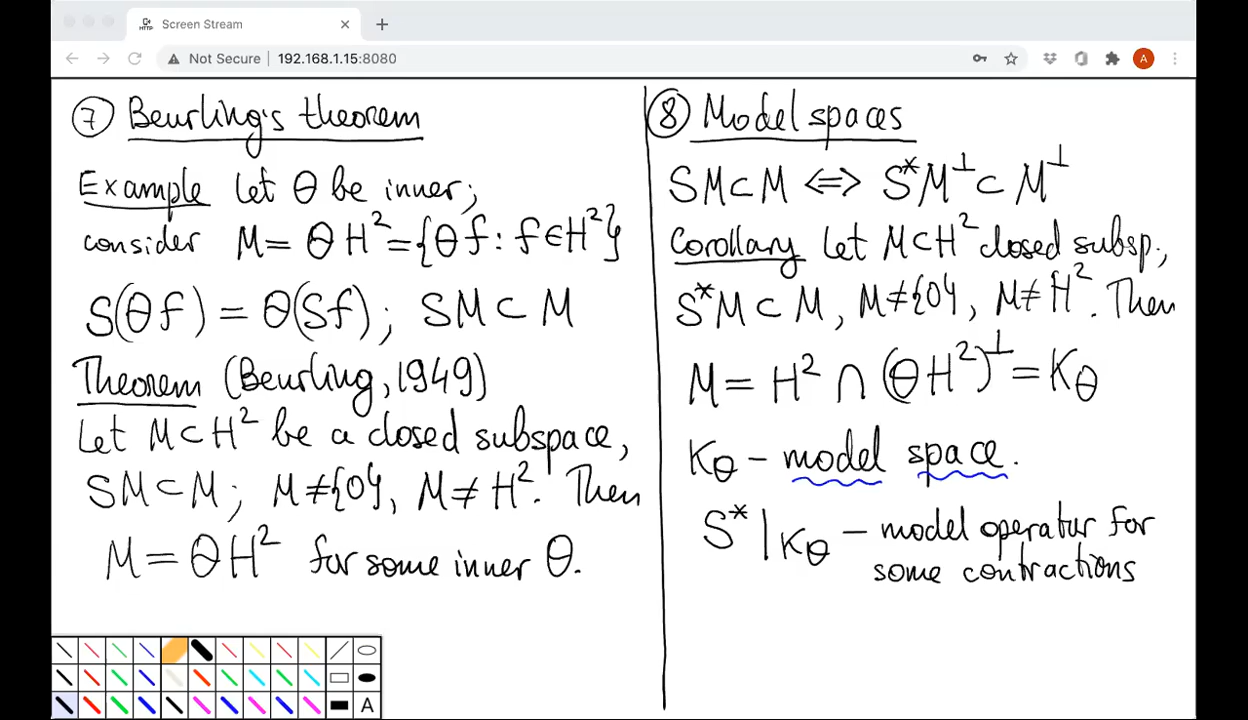 Screen Stream
Not Secure | 192.168.1.15:8080
A
⑦ Beurling's theorem
Example let θ be inner;
consider M = θH² = {θf : f ∈ H²}
S(θf) = θ(Sf); SM ⊂ M
Theorem (Beurling, 1949)
Let M ⊂ H² be a closed subspace,
SM ⊂ M; M ≠ {0}, M ≠ H². Then
M = θH² for some inner θ.
⑧ Model spaces
SM ⊂ M ⟺ S*M^⊥ ⊂ M^⊥
Corollary let M ⊂ H² closed subsp.,
S*M ⊂ M, M ≠ {0}, M ≠ H². Then
M = H² ∩ (θH²)^⊥ = K_θ
K_θ – model space.
S*|K_θ – model operatur for
some contractions
A